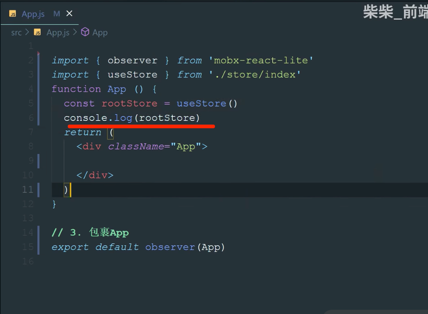 柴柴_前端
JS App.js M ×
src > JS App.js > App
1
2 import { observer } from 'mobx-react-lite'
3 import { useStore } from './store/index'
4 function App () {
5 const rootStore = useStore()
6 console.log(rootStore)
7 return (
8 <div className="App">
9
10 </div>
11 )
12 }
13
14 // 3. 包裹App
15 export default observer(App)
16